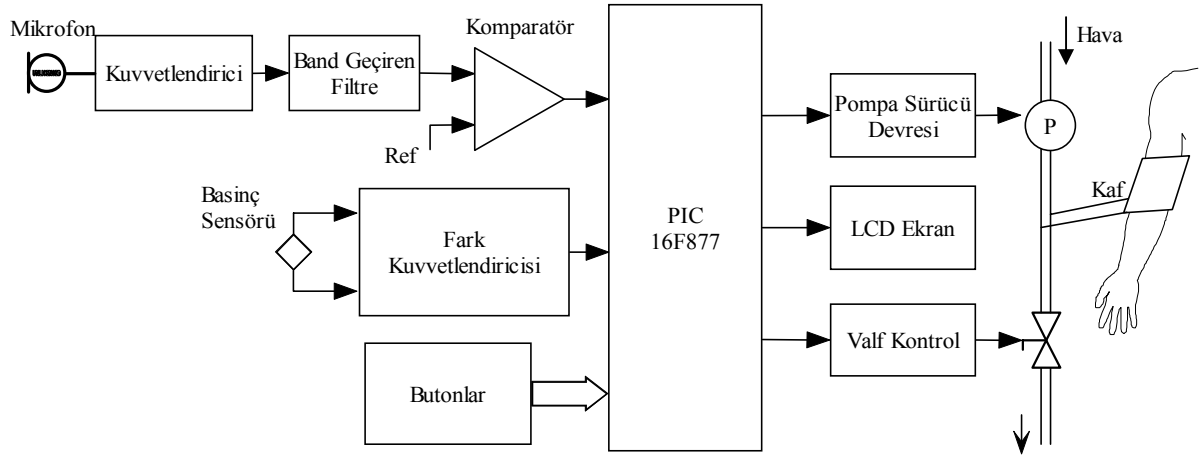 Mikrofon
Kuvvetlendirici
Band Geçiren
Filtre
Komparatör
Ref
Basinç
Sensörü
Fark
Kuvvetlendiricisi
Butonlar
PIC
16F877
Pompa Sürücü
Devresi
LCD Ekran
Valf Kontrol
Hava
P
Kaf